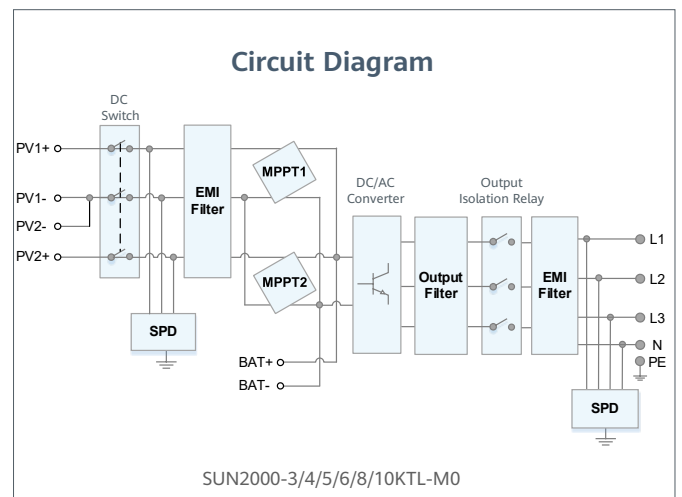 Circuit Diagram
DC
Switch
PV1+
PV1-
PV2-
PV2+
EMI
Filter
MPPT1
MPPT2
DC/AC
Converter
Output
Isolation Relay
Output
Filter
EMI
Filter
L1
L2
L3
N
PE
SPD
BAT+
BAT-
SPD
SUN2000-3/4/5/6/8/10KTL-M0